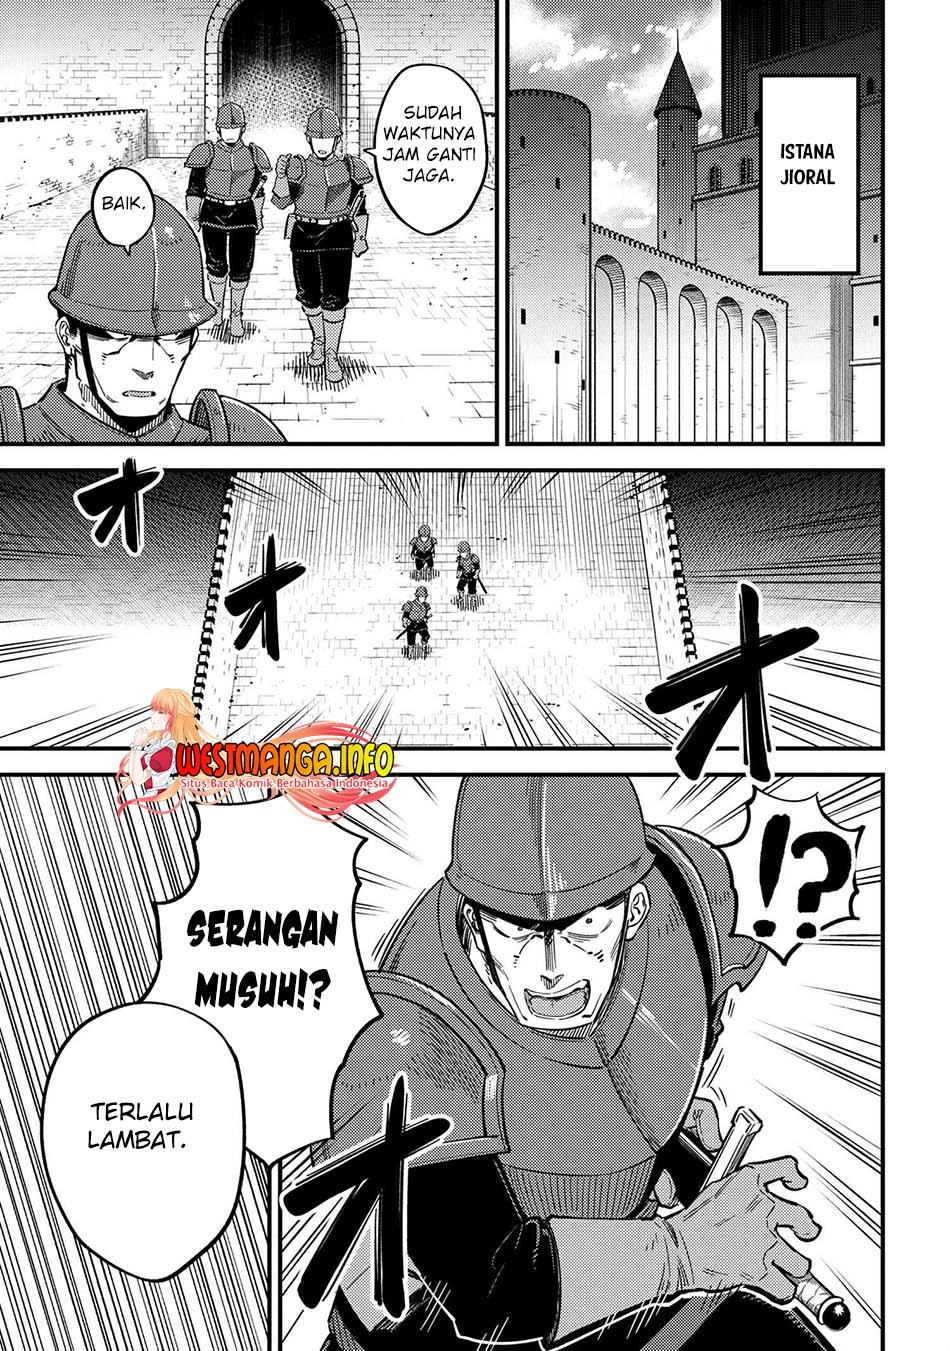 ISTANA
JIORAL
SUDAH
WAKTUNYA
JAM GANTI
JAGA.
BAIK.
オ
オ
オ
WESTMANGA.INFO
Situs Baca Komik Berbahasa Indonesia
!?
SERANGAN
MUSUH!?
オ
TERLALU
LAMBAT.